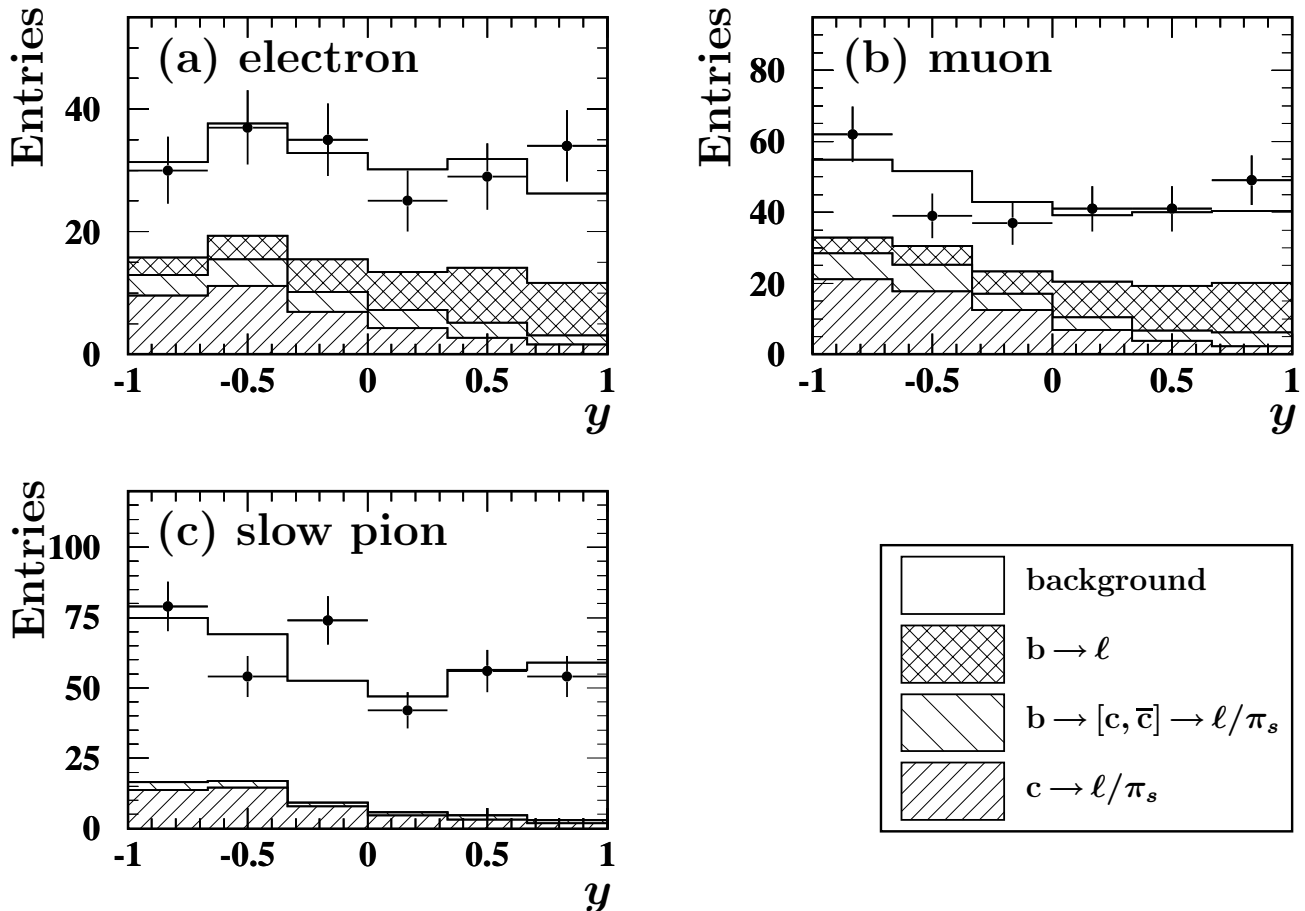 (a) electron
Entries
40
20
0
-1 -0.5 0 0.5 1
y
(b) muon
Entries
80
60
40
20
0
-1 -0.5 0 0.5 1
y
(c) slow pion
Entries
100
75
50
25
0
-1 -0.5 0 0.5 1
y
background
b → ℓ
b → [c, c̅] → ℓ/πₛ
c → ℓ/πₛ